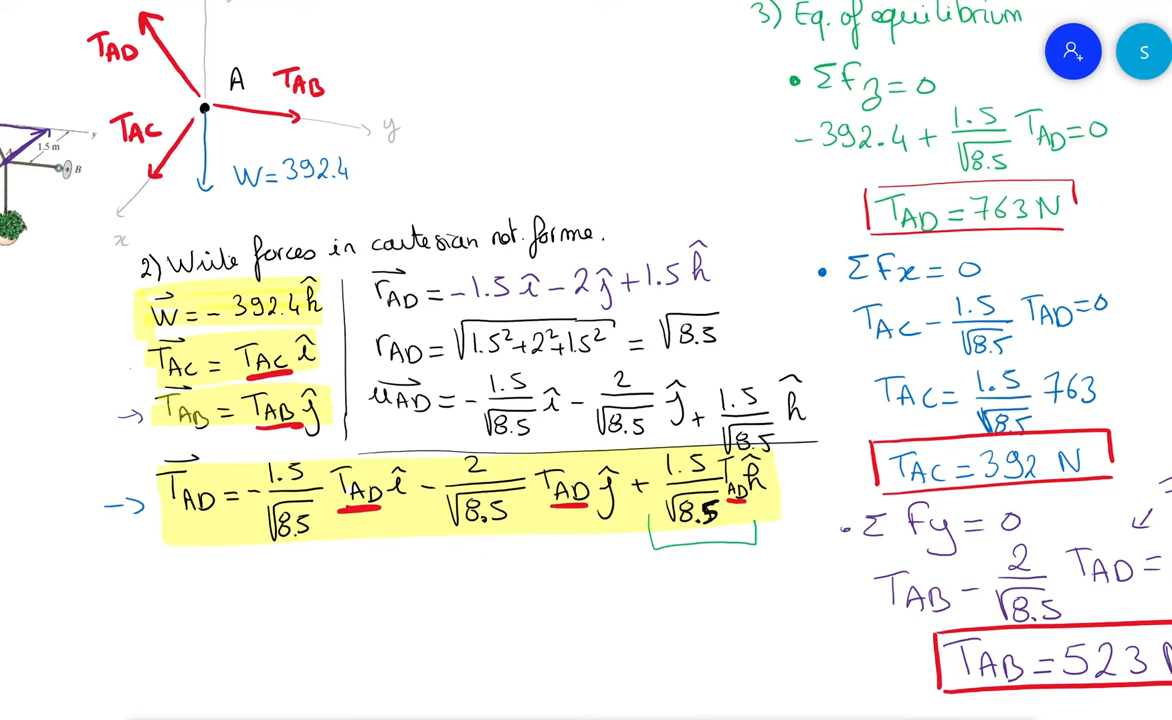 T_AD
A
T_AB
y
T_AC
W=392.4
x
y
1.5 m
B
2) Write forces in cartesian not. forme.
W = - 392.4 k̂
T_AC = T_AC î
→ T_AB = T_AB ĵ
r_AD = -1.5 î - 2 ĵ + 1.5 k̂
r_AD = √1.5²+2²+1.5² = √8.5
u_AD = - 1.5/√8.5 î - 2/√8.5 ĵ + 1.5/√8.5 k̂
→ T_AD = - 1.5/√8.5 T_AD î - 2/√8.5 T_AD ĵ + 1.5/√8.5 T_AD k̂
3) Eq. of equilibrium
• ΣFz = 0
-392.4 + 1.5/√8.5 T_AD = 0
T_AD = 763 N
• ΣFx = 0
T_AC - 1.5/√8.5 T_AD = 0
T_AC = 1.5/√8.5 763
T_AC = 392 N
• Σ Fy = 0
T_AB - 2/√8.5 T_AD =
T_AB = 523 N
S